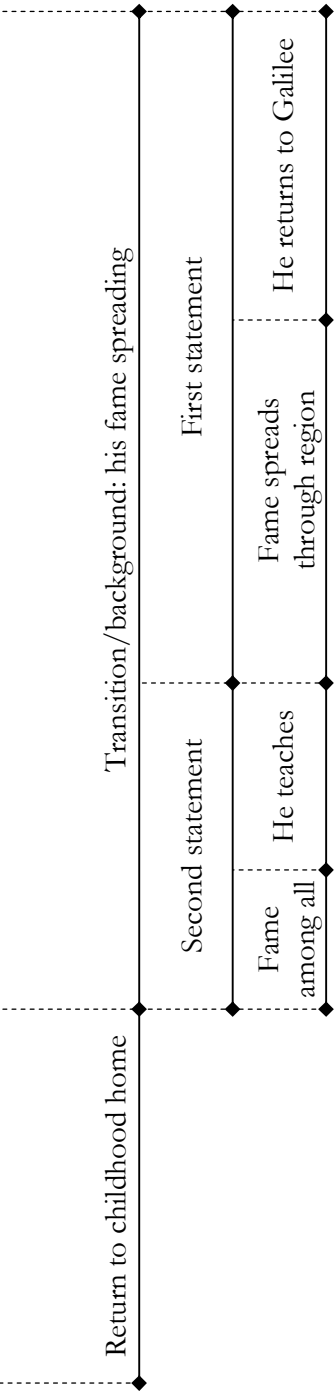 Return to childhood home
Transition/background: his fame spreading
Second statement
First statement
Fame
among all
He teaches
Fame spreads
through region
He returns to Galilee